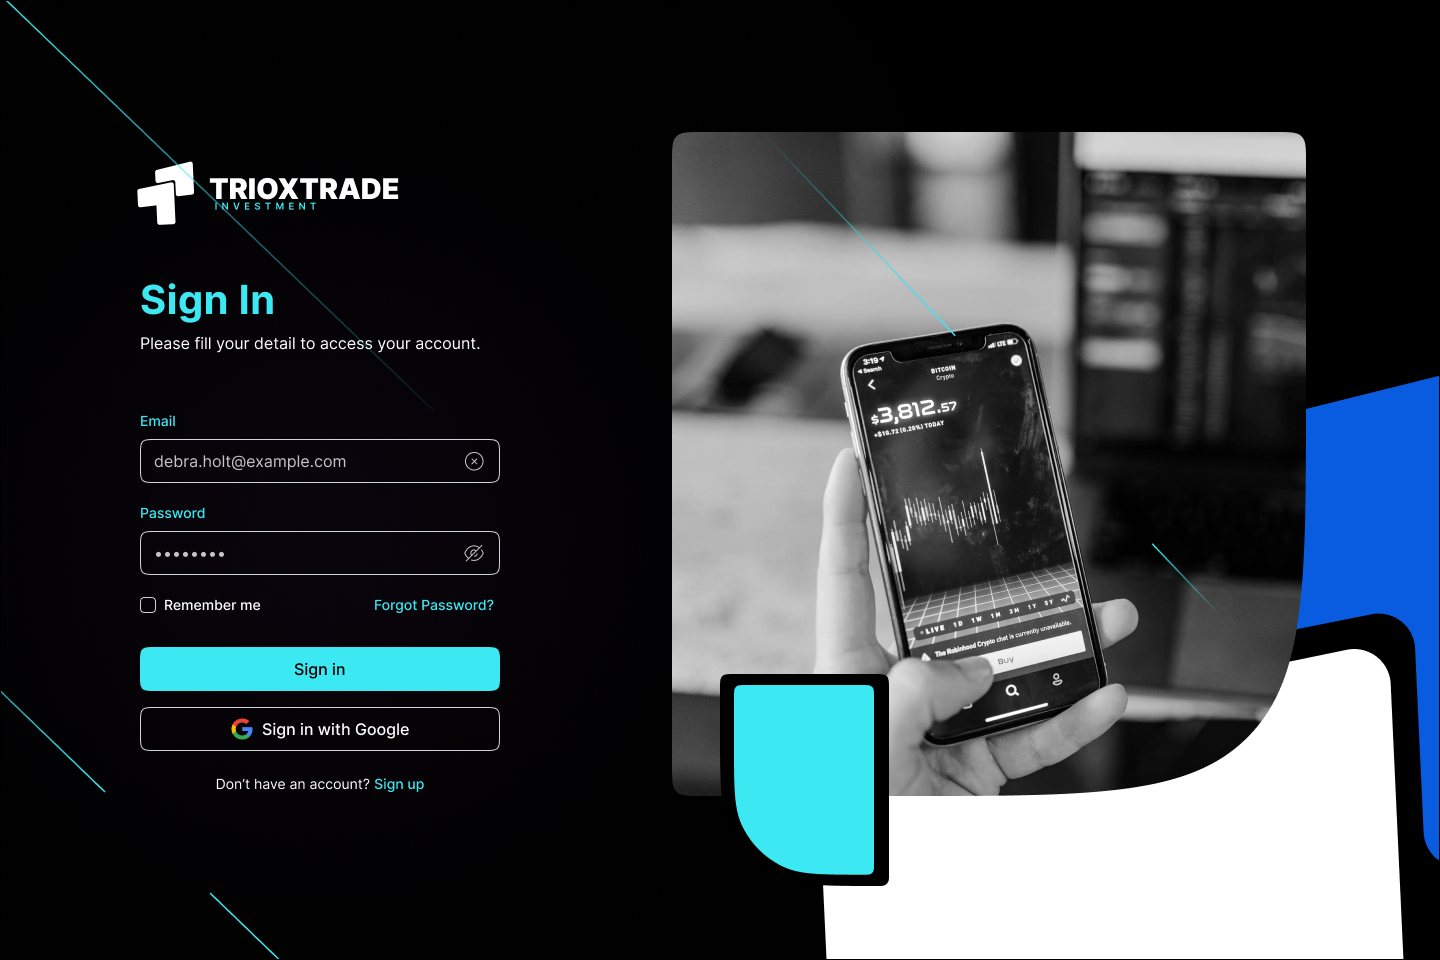 TRIOXTRADE
INVESTMENT
Sign In
Please fill your detail to access your account.
Email
debra.holt@example.com
Password
Remember me
Forgot Password?
Sign in
Sign in with Google
Don't have an account? Sign up
3:19
LTE
Search
BITCOIN
Crypto
$3,812.57
+$10.72 (0.28%) TODAY
LIVE 1D 1W 1M 3M 1Y 5Y
The Robinhood Crypto chat is currently unavailable.
Buy